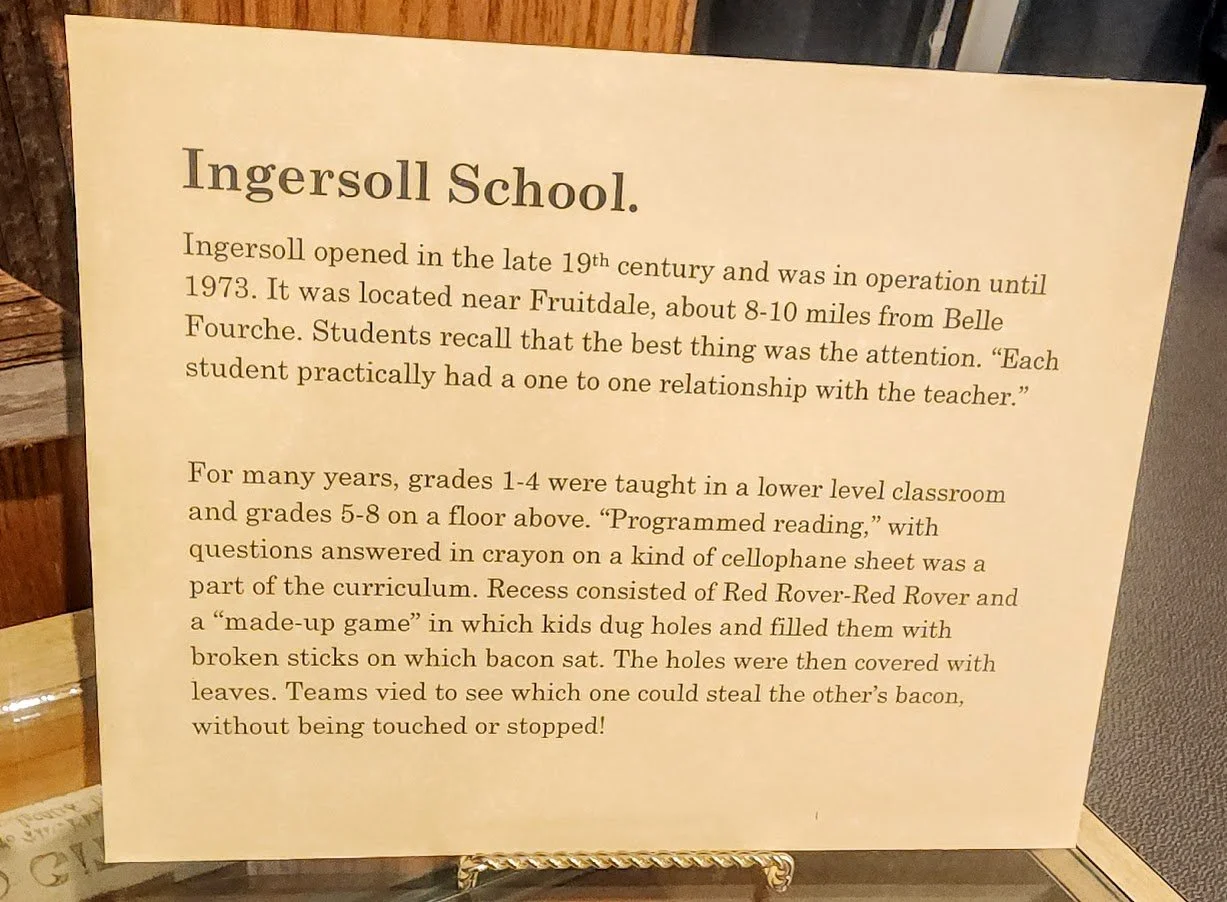 Ingersoll School.
Ingersoll opened in the late 19th century and was in operation until
1973. It was located near Fruitdale, about 8-10 miles from Belle
Fourche. Students recall that the best thing was the attention. “Each
student practically had a one to one relationship with the teacher.”
For many years, grades 1-4 were taught in a lower level classroom
and grades 5-8 on a floor above. “Programmed reading,” with
questions answered in crayon on a kind of cellophane sheet was a
part of the curriculum. Recess consisted of Red Rover-Red Rover and
a “made-up game” in which kids dug holes and filled them with
broken sticks on which bacon sat. The holes were then covered with
leaves. Teams vied to see which one could steal the other’s bacon,
without being touched or stopped!